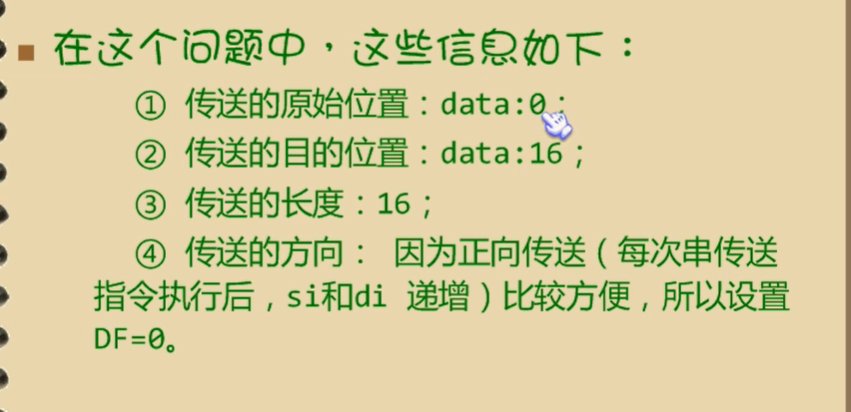 在这个问题中，这些信息如下：
① 传送的原始位置：data:0；
② 传送的目的位置：data:16；
③ 传送的长度：16；
④ 传送的方向： 因为正向传送（每次串传送
指令执行后，si和di 递增）比较方便，所以设置
DF=0。